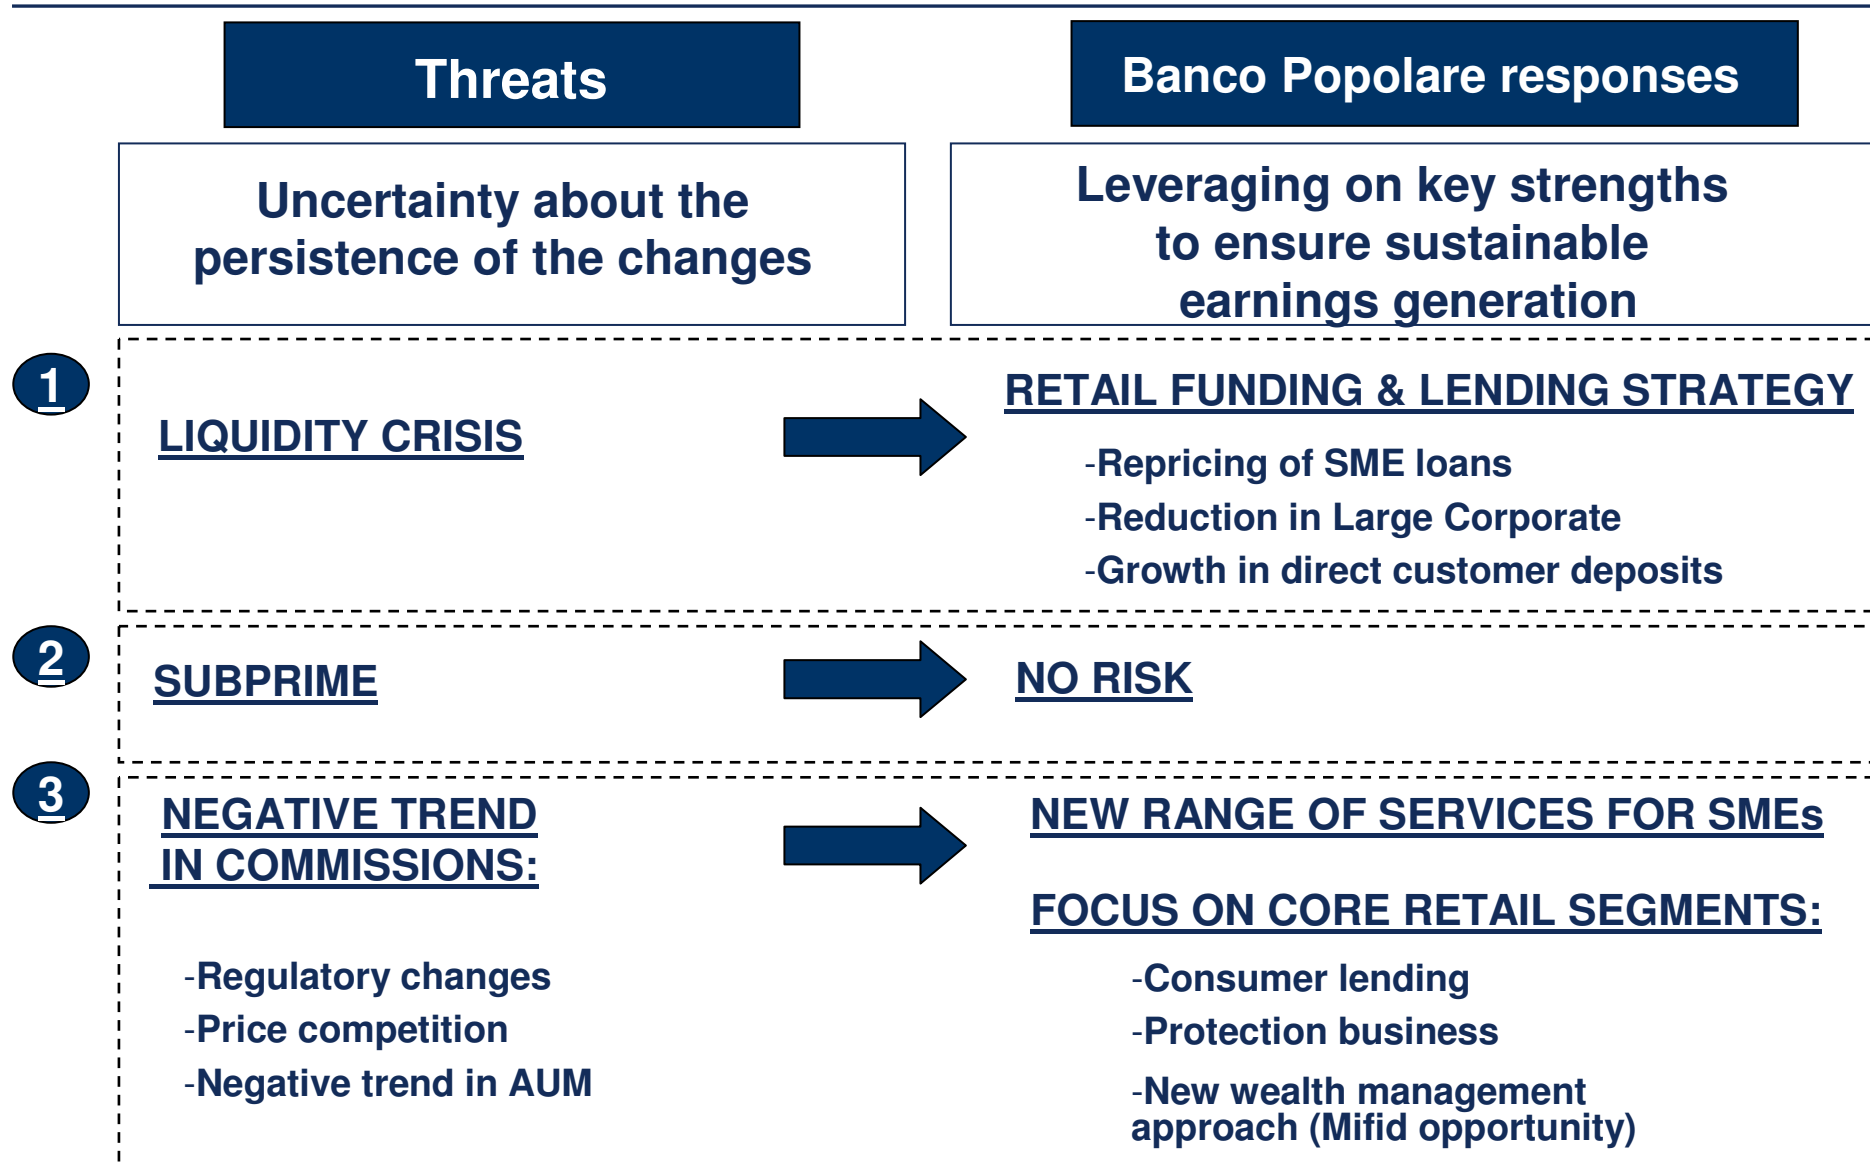 Threats
Banco Popolare responses
Uncertainty about the
persistence of the changes
Leveraging on key strengths
to ensure sustainable
earnings generation
1
LIQUIDITY CRISIS
RETAIL FUNDING & LENDING STRATEGY
-Repricing of SME loans
-Reduction in Large Corporate
-Growth in direct customer deposits
2
SUBPRIME
NO RISK
3
NEGATIVE TREND
IN COMMISSIONS:
-Regulatory changes
-Price competition
-Negative trend in AUM
NEW RANGE OF SERVICES FOR SMEs
FOCUS ON CORE RETAIL SEGMENTS:
-Consumer lending
-Protection business
-New wealth management
approach (Mifid opportunity)